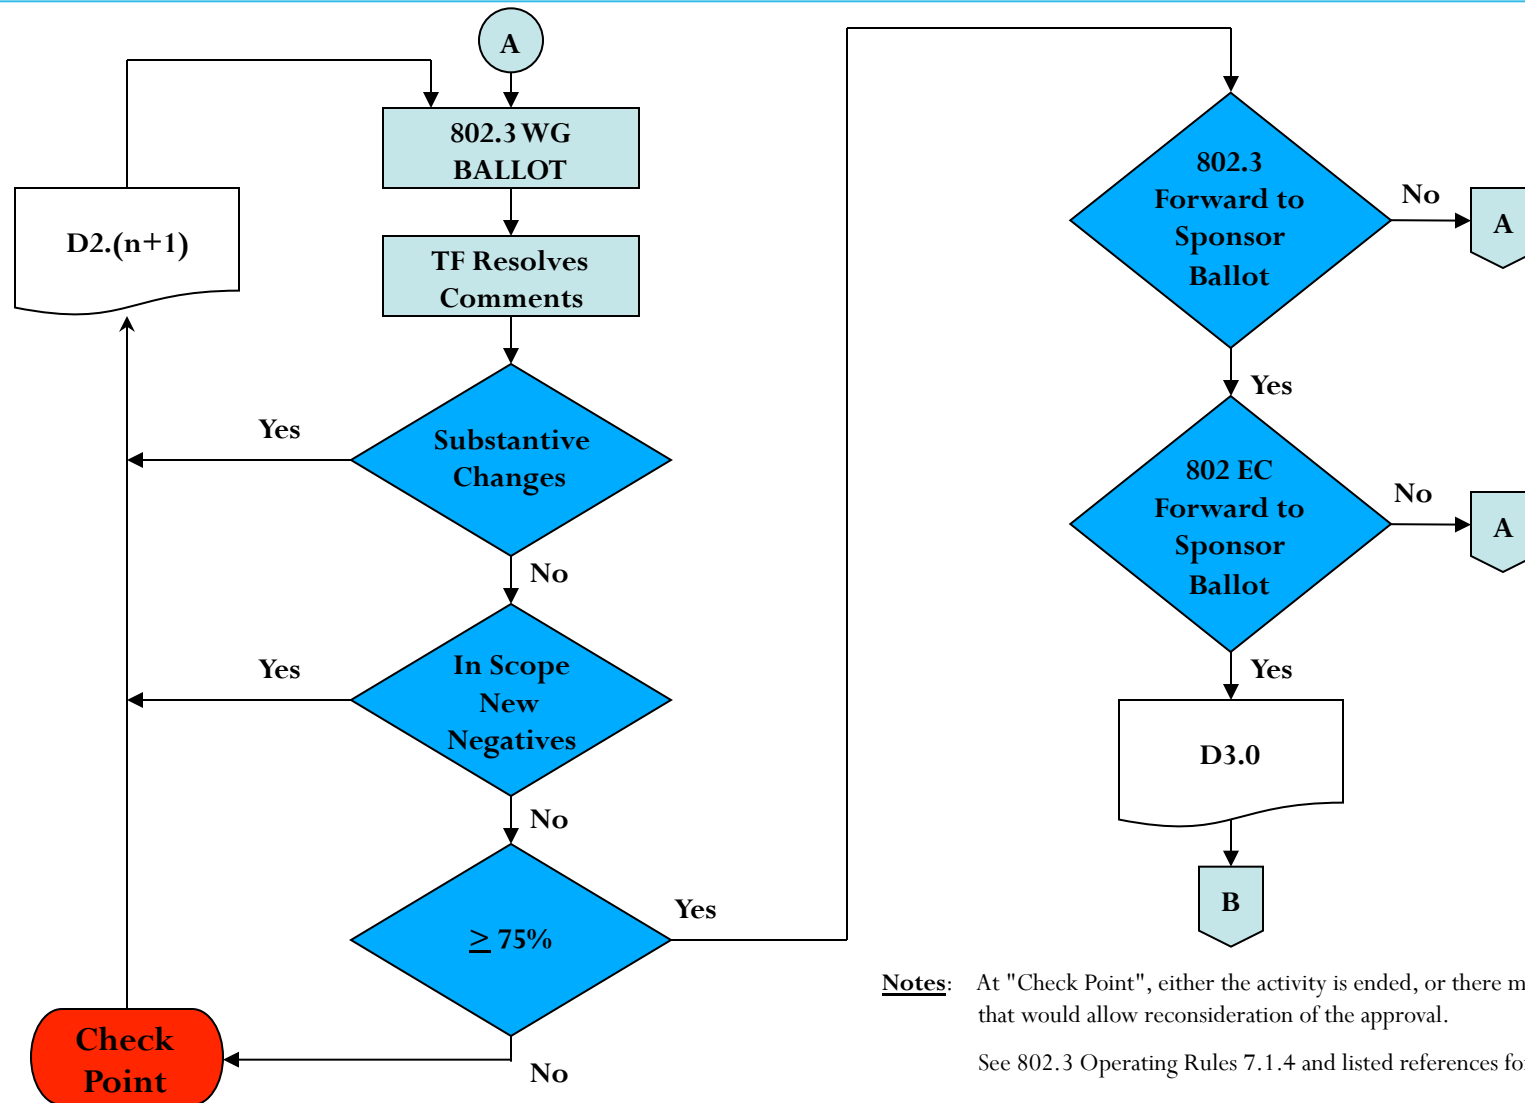 A
802.3 WG
BALLOT
D2.(n+1)
TF Resolves
Comments
Yes
Substantive
Changes
No
Yes
In Scope
New
Negatives
No
≥ 75%
Yes
No
Check
Point
802.3
Forward to
Sponsor
Ballot
No
A
Yes
802 EC
Forward to
Sponsor
Ballot
No
A
Yes
D3.0
B
Notes: At "Check Point", either the activity is ended, or there
that would allow reconsideration of the approval.
See 802.3 Operating Rules 7.1.4 and listed references